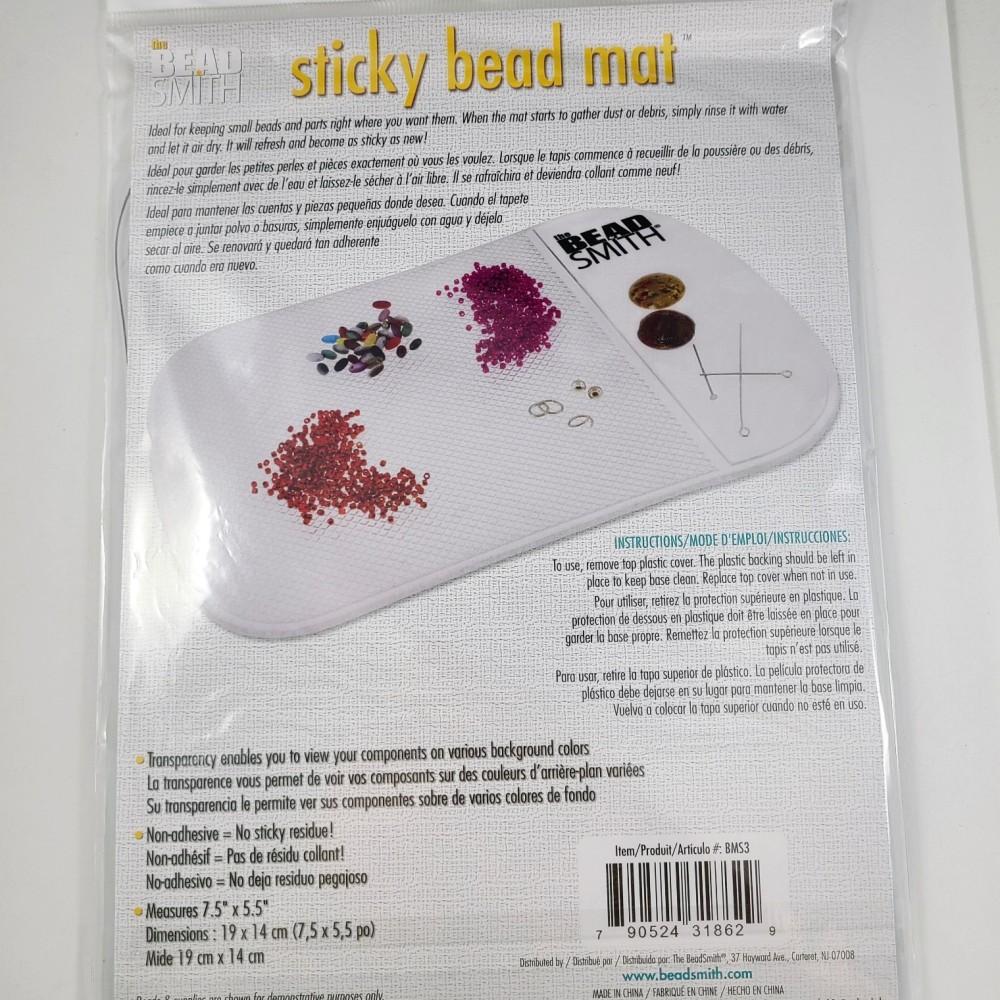 the
BEAD
SMITH
sticky bead mat™
Ideal for keeping small beads and parts right where you want them. When the mat starts to gather dust or debris, simply rinse it with water
and let it air dry. It will refresh and become as sticky as new!
Idéal pour garder les petites perles et pièces exactement où vous les voulez. Lorsque le tapis commence à recueillir de la poussière ou des débris,
rincez-le simplement avec de l'eau et laissez-le sécher à l'air libre. Il se rafraîchira et deviendra collant comme neuf!
Ideal para mantener las cuentas y piezas pequeñas donde desea. Cuando el tapete
empiece a juntar polvo o basuras, simplemente enjuáguelo con agua y déjelo
secar al aire. Se renovará y quedará tan adherente
como cuando era nuevo.
the
BEAD
SMITH®
INSTRUCTIONS/MODE D'EMPLOI/INSTRUCCIONES:
To use, remove top plastic cover. The plastic backing should be left in
place to keep base clean. Replace top cover when not in use.
Pour utiliser, retirez la protection supérieure en plastique. La
protection de dessous en plastique doit être laissée en place pour
garder la base propre. Remettez la protection supérieure lorsque le
tapis n'est pas utilisé.
Para usar, retire la tapa superior de plástico. La película protectora de
plástico debe dejarse en su lugar para mantener la base limpia.
Vuelva a colocar la tapa superior cuando no esté en uso.
Transparency enables you to view your components on various background colors
La transparence vous permet de voir vos composants sur des couleurs d'arrière-plan variées
Su transparencia le permite ver sus componentes sobre de varios colores de fondo
Non-adhesive = No sticky residue!
Non-adhésif = Pas de résidu collant!
No-adhesivo = No deja residuo pegajoso
Measures 7.5" x 5.5"
Dimensions : 19 x 14 cm (7,5 x 5,5 po)
Mide 19 cm x 14 cm
Item/Produit/Artículo #: BMS3
7 90524 31862 9
Distributed by / Distribué par / Distribuido por: The BeadSmith®, 37 Hayward Ave., Carteret, NJ 07008
www.beadsmith.com
MADE IN CHINA / FABRIQUÉ EN CHINE / HECHO EN CHINA
Beads & supplies are shown for demonstrative purposes only.